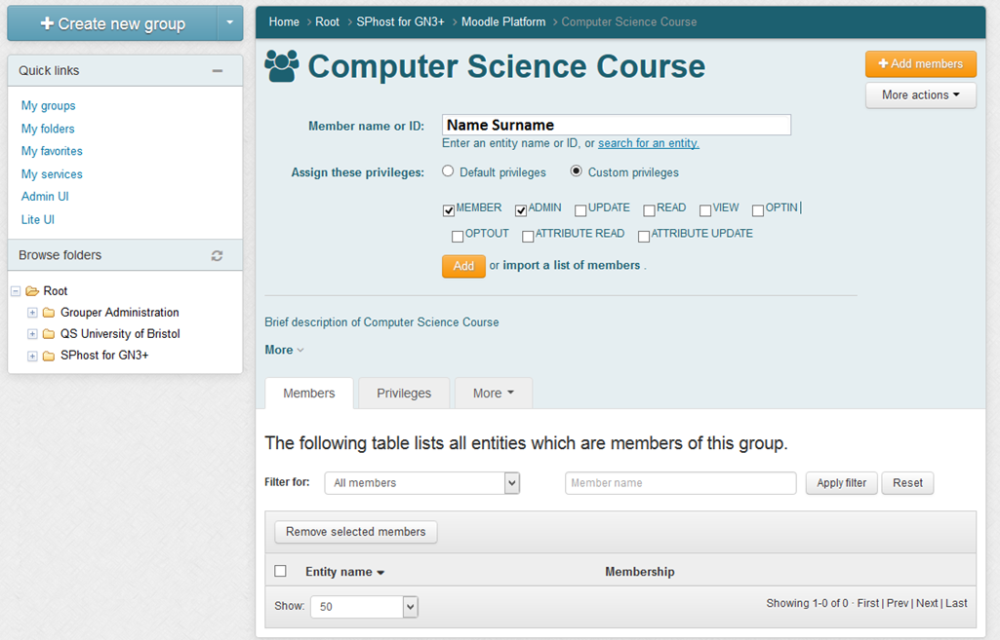 Create new group
Quick links
My groups
My folders
My favorites
My services
Admin UI
Lite UI
Browse folders
Root
Grouper Administration
QS University of Bristol
SPhost for GN3+
Home > Root > SPhost for GN3+ > Moodle Platform > Computer Science Course
Computer Science Course
Add members
More actions
Member name or ID: Name Surname
Enter an entity name or ID, or search for an entity.
Assign these privileges: Default privileges Custom privileges
MEMBER ADMIN UPDATE READ VIEW OPTIN
OPTOUT ATTRIBUTE READ ATTRIBUTE UPDATE
Add or import a list of members .
Brief description of Computer Science Course
More
Members Privileges More
The following table lists all entities which are members of this group.
Filter for: All members Member name Apply filter Reset
Remove selected members
Entity name Membership
Show: 50 Showing 1-0 of 0 · First | Prev | Next | Last